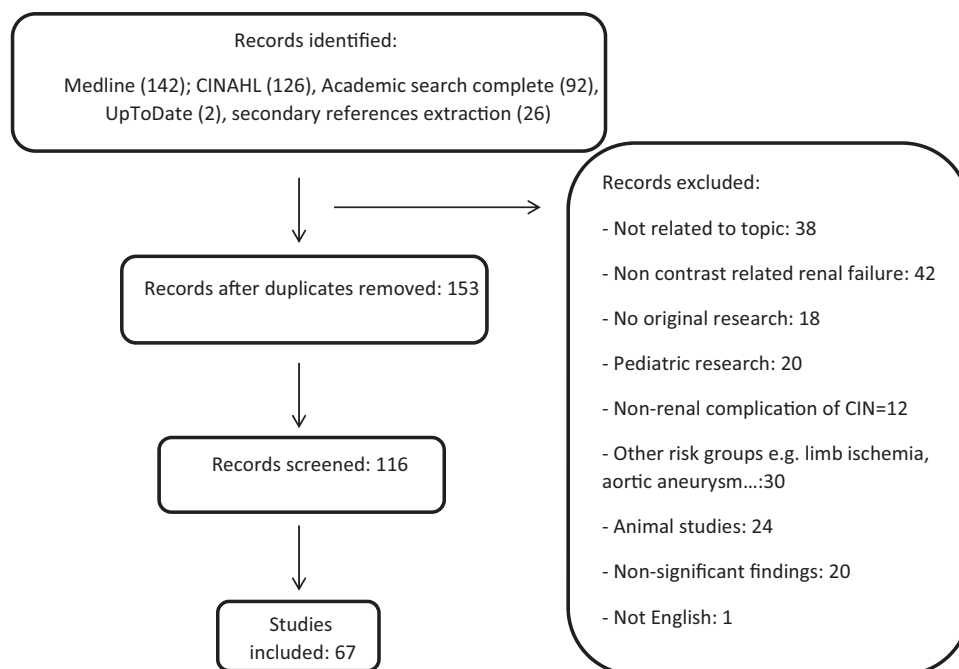 Records identified:
Medline (142); CINAHL (126), Academic search complete (92),
UpToDate (2), secondary references extraction (26)
Records excluded:
- Not related to topic: 38
- Non contrast related renal failure: 42
- No original research: 18
- Pediatric research: 20
- Non-renal complication of CIN=12
- Other risk groups e.g. limb ischemia,
aortic aneurysm...:30
- Animal studies: 24
- Non-significant findings: 20
- Not English: 1
Records after duplicates removed: 153
Records screened: 116
Studies
included: 67